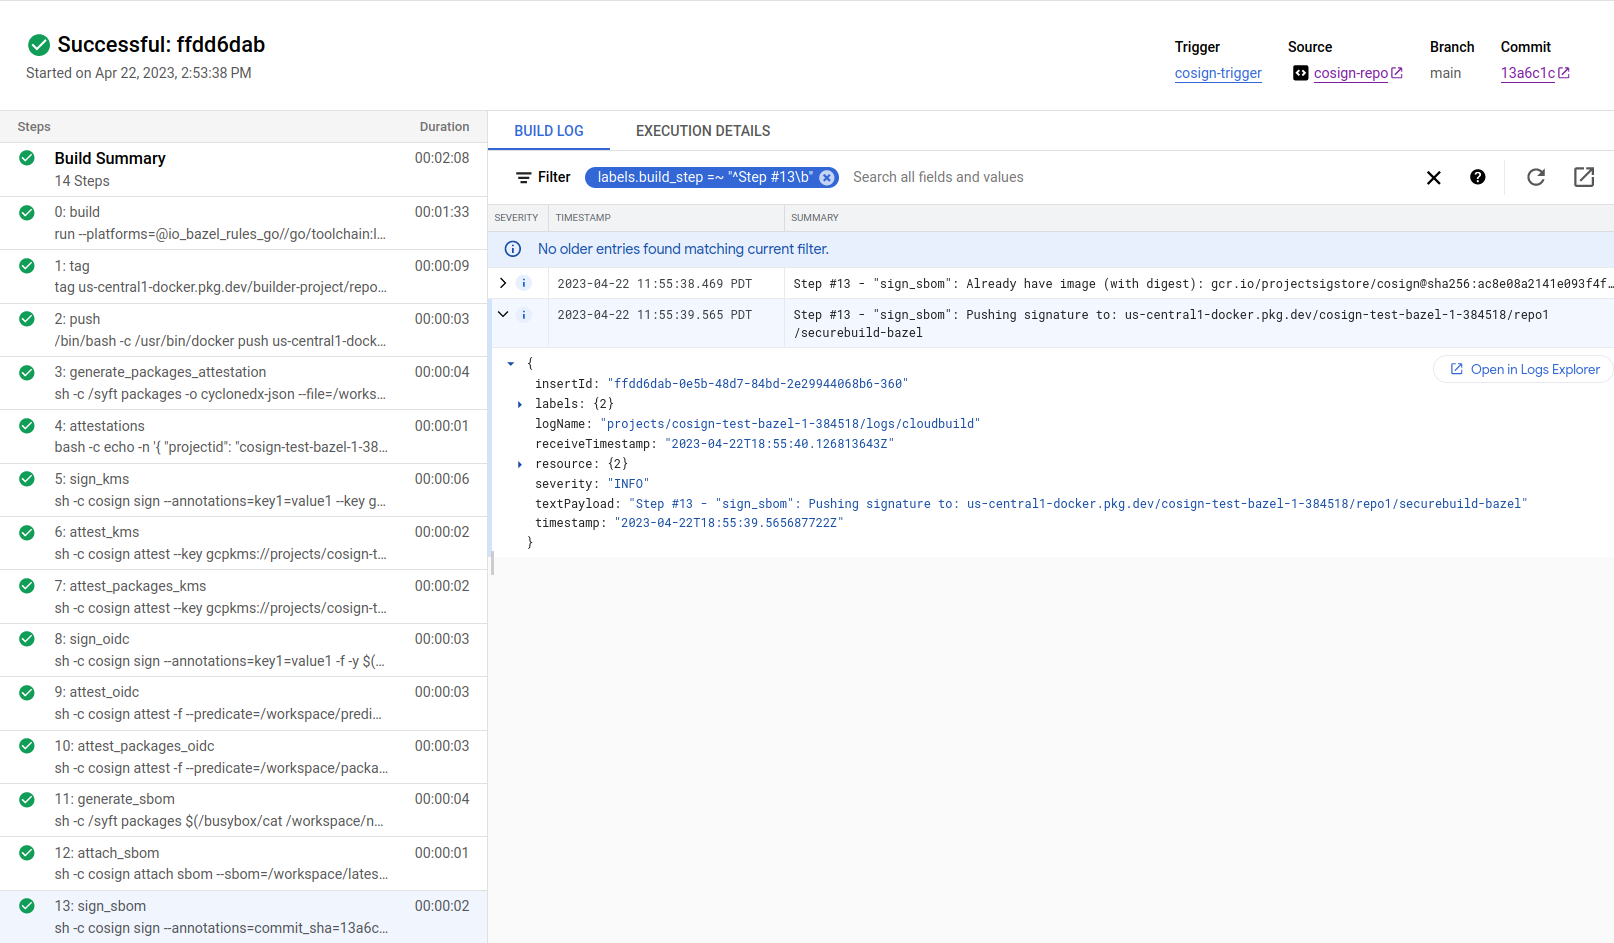 Successful: ffdd6dab
Started on Apr 22, 2023, 2:53:38 PM
Trigger
cosign-trigger
Source
cosign-repo
Branch
main
Commit
13a6c1c
Steps Duration
Build Summary 00:02:08
14 Steps
0: build 00:01:33
run --platforms=@io_bazel_rules_go//go/toolchain:l...
1: tag 00:00:09
tag us-central1-docker.pkg.dev/builder-project/repo...
2: push 00:00:03
/bin/bash -c /usr/bin/docker push us-central1-dock...
3: generate_packages_attestation 00:00:04
sh -c /syft packages -o cyclonedx-json --file=/works...
4: attestations 00:00:01
bash -c echo -n '{ "projectid": "cosign-test-bazel-1-38...
5: sign_kms 00:00:06
sh -c cosign sign --annotations=key1=value1 --key g...
6: attest_kms 00:00:02
sh -c cosign attest --key gcpkms://projects/cosign-t...
7: attest_packages_kms 00:00:02
sh -c cosign attest --key gcpkms://projects/cosign-t...
8: sign_oidc 00:00:03
sh -c cosign sign --annotations=key1=value1 -f -y $(...
9: attest_oidc 00:00:03
sh -c cosign attest -f --predicate=/workspace/predi...
10: attest_packages_oidc 00:00:03
sh -c cosign attest -f --predicate=/workspace/packa...
11: generate_sbom 00:00:04
sh -c /syft packages $(/busybox/cat /workspace/n...
12: attach_sbom 00:00:01
sh -c cosign attach sbom --sbom=/workspace/lates...
13: sign_sbom 00:00:02
sh -c cosign sign --annotations=commit_sha=13a6c...
BUILD LOG EXECUTION DETAILS
Filter labels.build_step =~ "^Step #13\b" Search all fields and values
SEVERITY TIMESTAMP SUMMARY
No older entries found matching current filter.
2023-04-22 11:55:38.469 PDT Step #13 - "sign_sbom": Already have image (with digest): gcr.io/projectsigstore/cosign@sha256:ac8e08a2141e093f4f...
2023-04-22 11:55:39.565 PDT Step #13 - "sign_sbom": Pushing signature to: us-central1-docker.pkg.dev/cosign-test-bazel-1-384518/repo1
/securebuild-bazel
{
Open in Logs Explorer
insertId: "ffdd6dab-0e5b-48d7-84bd-2e29944068b6-360"
labels: {2}
logName: "projects/cosign-test-bazel-1-384518/logs/cloudbuild"
receiveTimestamp: "2023-04-22T18:55:40.126813643Z"
resource: {2}
severity: "INFO"
textPayload: "Step #13 - "sign_sbom": Pushing signature to: us-central1-docker.pkg.dev/cosign-test-bazel-1-384518/repo1/securebuild-bazel"
timestamp: "2023-04-22T18:55:39.565687722Z"
}